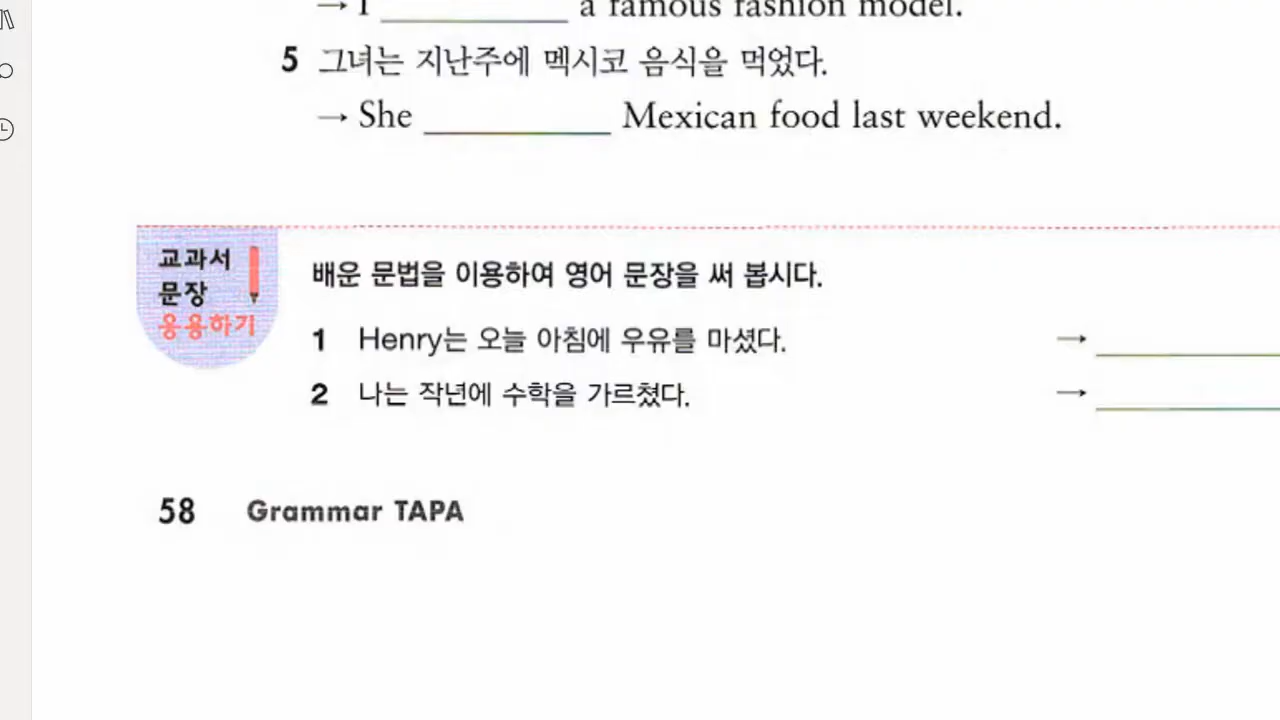 → I ________ a famous fashion model.
5 그녀는 지난주에 멕시코 음식을 먹었다.
→ She ________ Mexican food last weekend.
교과서
문장
응용하기
배운 문법을 이용하여 영어 문장을 써 봅시다.
1 Henry는 오늘 아침에 우유를 마셨다. → ________
2 나는 작년에 수학을 가르쳤다. → ________
58 Grammar TAPA